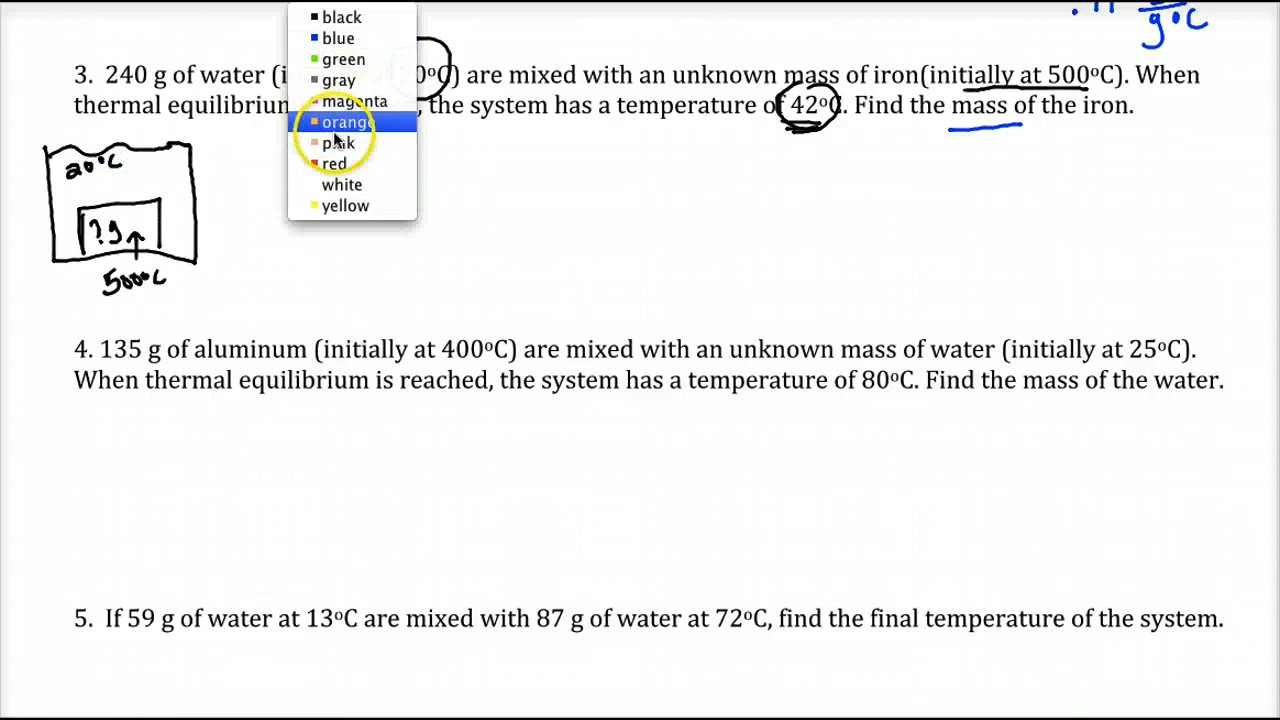 g°C
black
blue
green
gray
magenta
orange
pink
red
white
yellow
3. 240 g of water (i 0°C) are mixed with an unknown mass of iron(initially at 500°C). When
thermal equilibriun , the system has a temperature of 42°C. Find the mass of the iron.
20°C
?g
500°C
4. 135 g of aluminum (initially at 400°C) are mixed with an unknown mass of water (initially at 25°C).
When thermal equilibrium is reached, the system has a temperature of 80°C. Find the mass of the water.
5. If 59 g of water at 13°C are mixed with 87 g of water at 72°C, find the final temperature of the system.